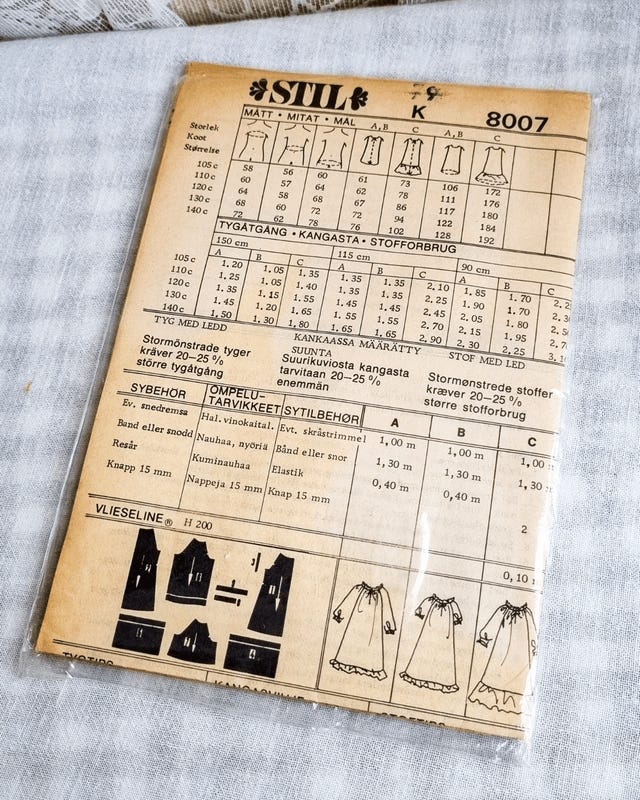 STIL
K
8007
MÅTT • MITAT • MÅL
A,B C A,B C
Storlek
Koot
Størrelse
105 c 58 56 60 61 73 106 172
110 c 60 57 60 61 78 111 176
120 c 64 58 64 62 86 117 180
130 c 68 60 68 67 94 122 184
140 c 72 62 72 72 102 128 192
78 76
TYGÅTGÅNG • KANGASTA • STOFFORBRUG
150 cm 115 cm 90 cm
A B C A B C A B C
105 c 1.20 1.05 1.35 1.35 1.35 2.10 1.85 1.70
110 c 1.25 1.05 1.40 1.35 1.35 2.25 1.90 1.70
120 c 1.35 1.15 1.55 1.45 1.45 2.45 2.05 1.80
130 c 1.45 1.20 1.65 1.55 1.55 2.70 2.15 1.95
140 c 1.50 1.30 1.80 1.65 1.65 2.90 2.30 2.25
TYG MED LEDD
KANKAASSA MÄÄRÄTTY
SUUNTA
STOF MED LED
Stormönstrade tyger
kräver 20–25 %
större tygåtgång
Suurikuviosta kangasta
tarvitaan 20–25 %
enemmän
Stormønstrede stoffer
kræver 20–25 %
større stofforbrug
SYBEHÖR
OMPELU-
TARVIKKEET
SYTILBEHØR
A B C
Ev. snedremsa Hal. vinokaital. Evt. skråstrimmel 1,00 m 1,00 m 1,00
Band eller snodd Nauhaa, nyöriä Bånd eller snor 1,30 m 1,30 m 1,30
Resår Kuminauhaa Elastik 0,40 m 0,40 m
Knapp 15 mm Nappeja 15 mm Knap 15 mm 2
VLIESELINE® H 200
0,10